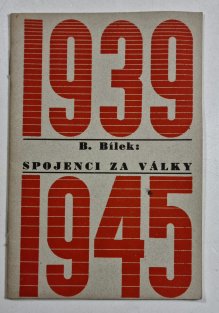 1939
B. Bílek:
SPOJENCI ZA VÁLKY
1945